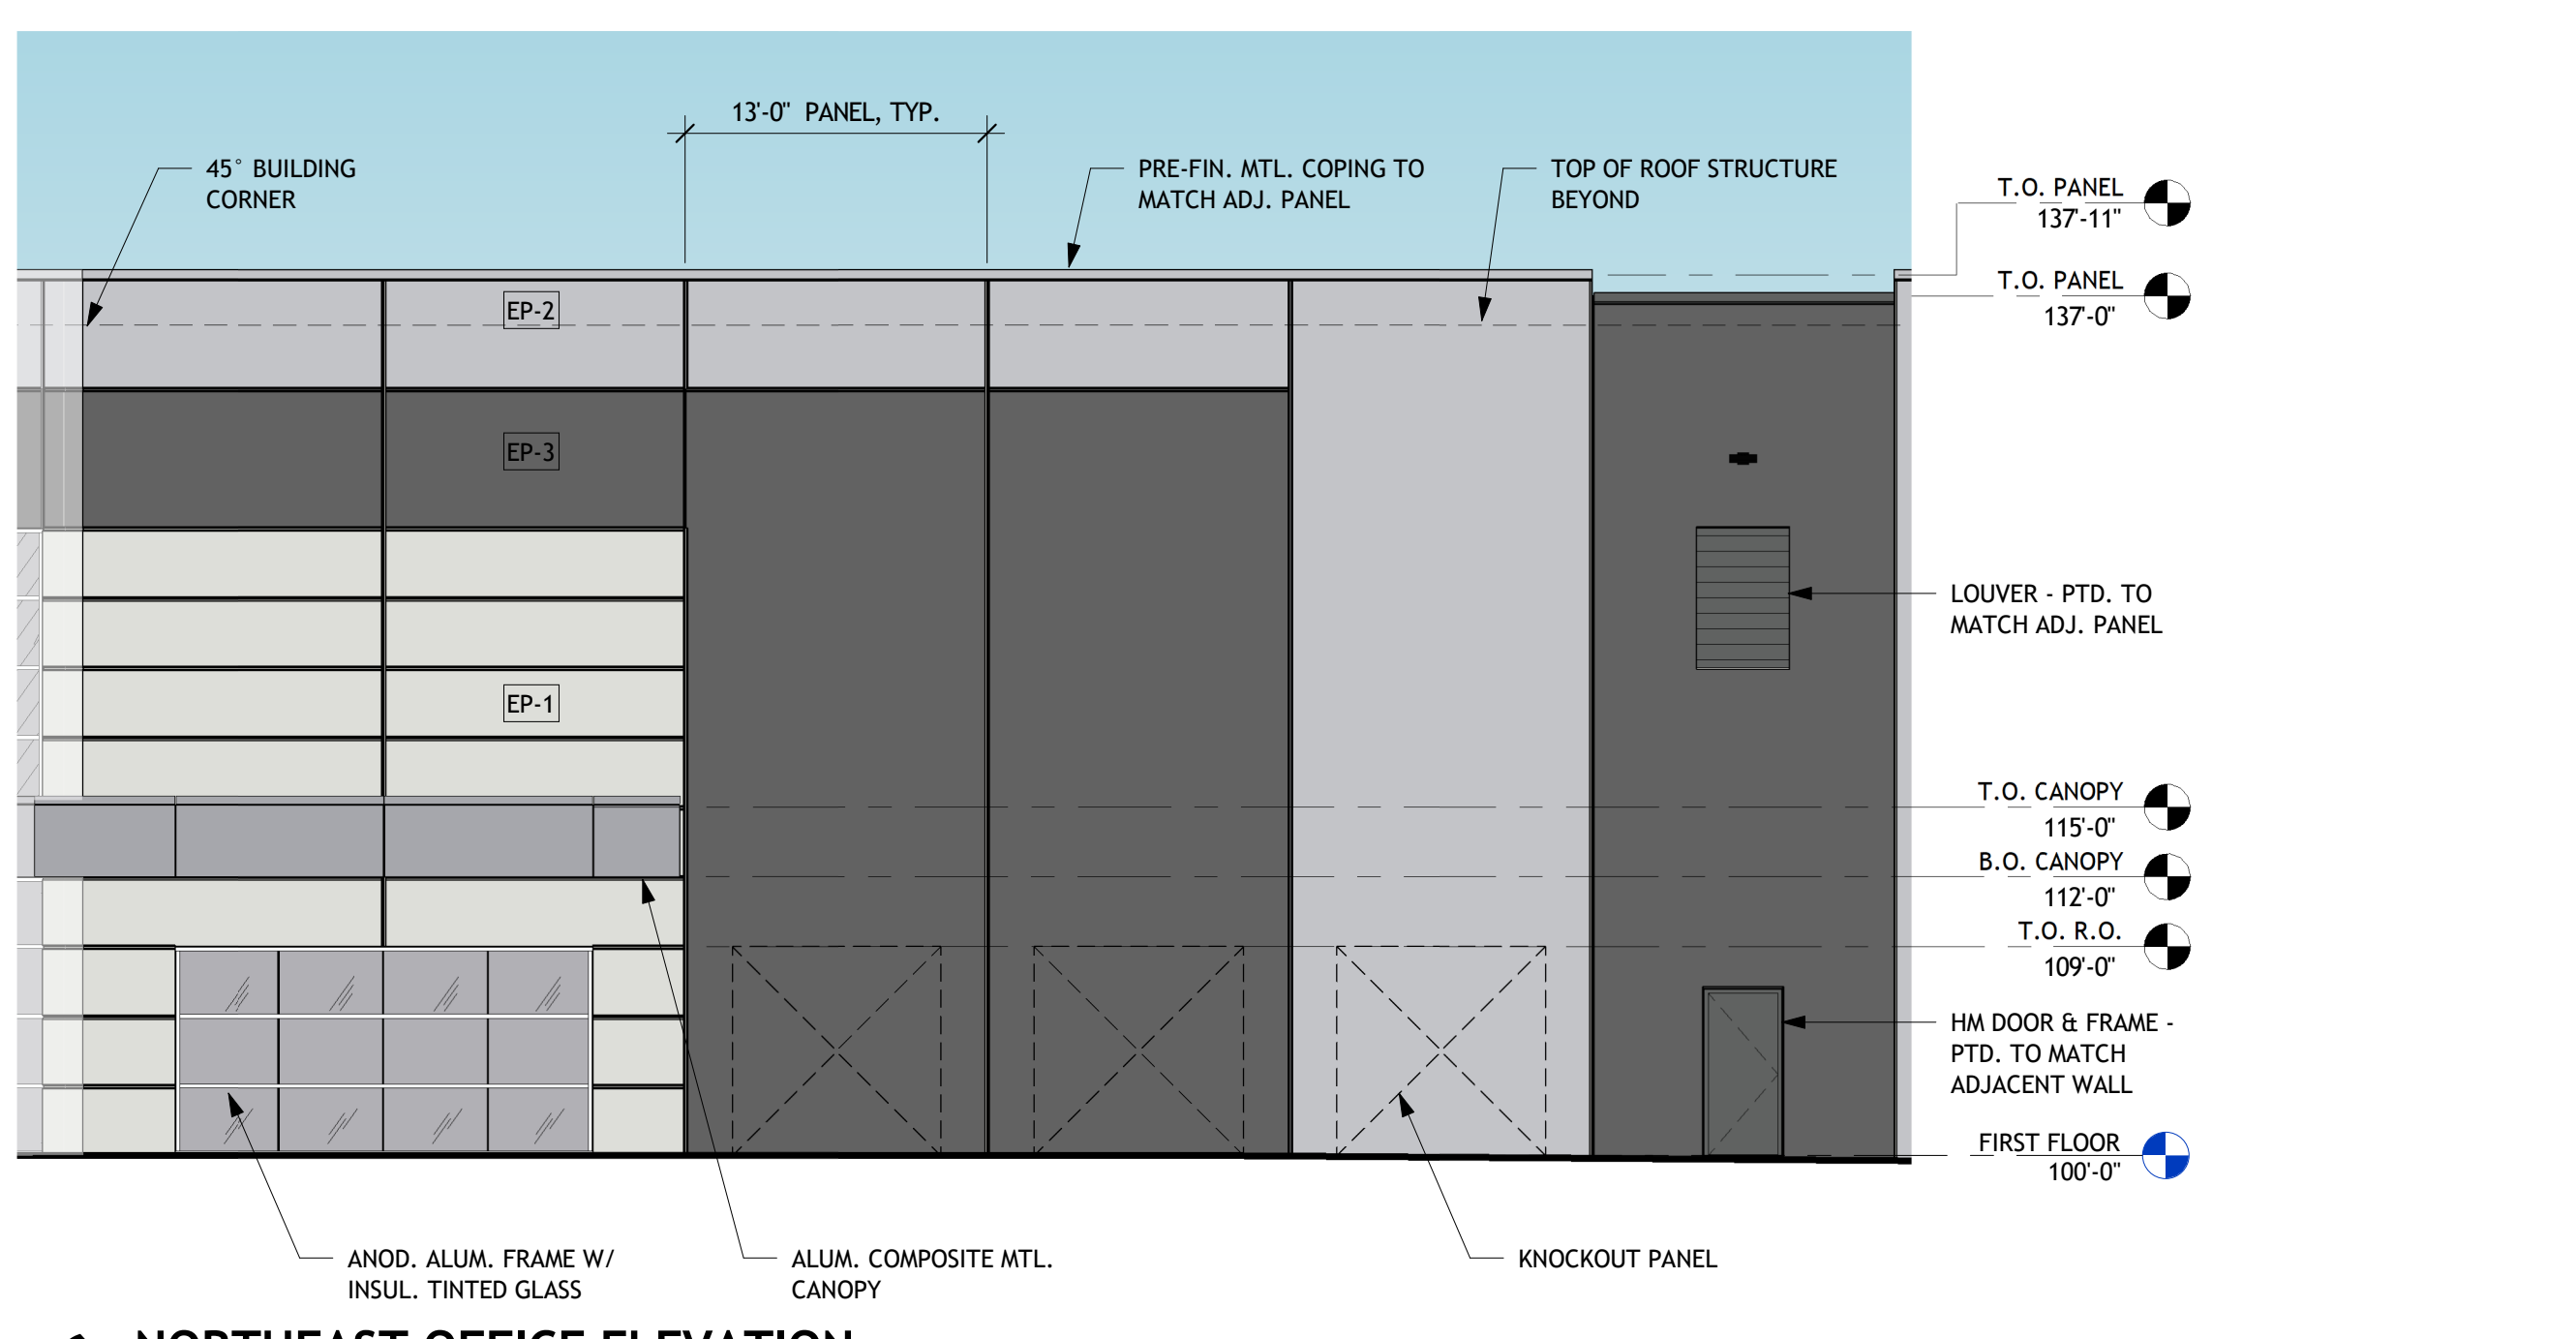 13'-0" PANEL, TYP.
45° BUILDING
CORNER
PRE-FIN. MTL. COPING TO
MATCH ADJ. PANEL
TOP OF ROOF STRUCTURE
BEYOND
T.O. PANEL
137'-11"
T.O. PANEL
137'-0"
EP-2
EP-3
EP-1
LOUVER - PTD. TO
MATCH ADJ. PANEL
T.O. CANOPY
115'-0"
B.O. CANOPY
112'-0"
T.O. R.O.
109'-0"
HM DOOR & FRAME -
PTD. TO MATCH
ADJACENT WALL
FIRST FLOOR
100'-0"
ANOD. ALUM. FRAME W/
INSUL. TINTED GLASS
ALUM. COMPOSITE MTL.
CANOPY
KNOCKOUT PANEL
NORTHEAST OFFICE ELEVATION